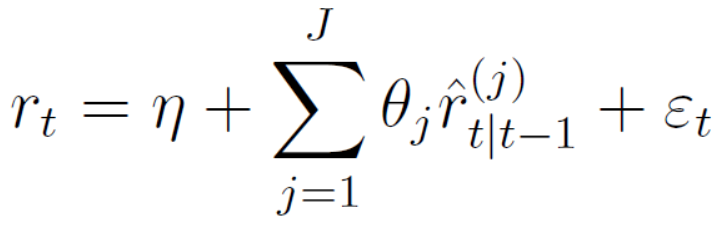 r_t = \eta + \sum_{j=1}^{J} \theta_j \hat{r}_{t|t-1}^{(j)} + \varepsilon_t